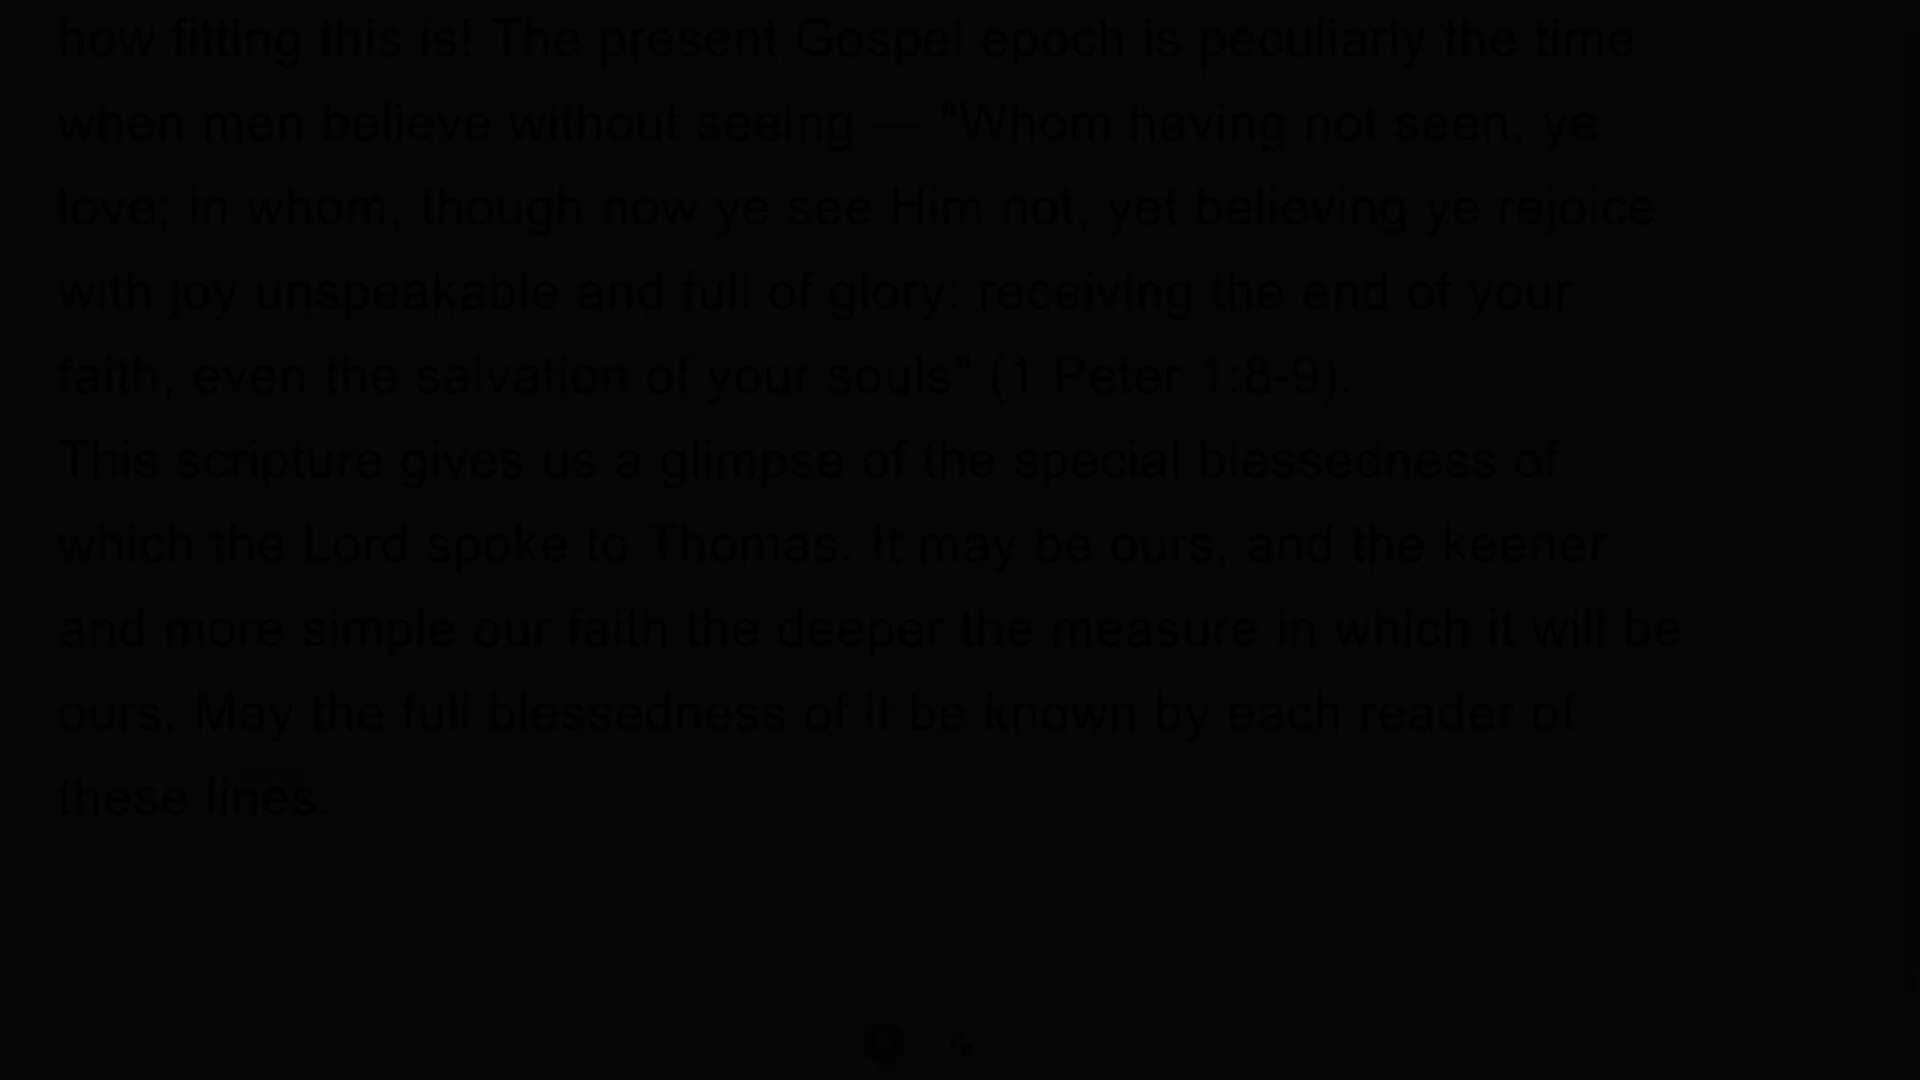 how fitting this is! The present Gospel epoch is peculiarly the time
when men believe without seeing — "Whom having not seen, ye
love; in whom, though now ye see Him not, yet believing ye rejoice
with joy unspeakable and full of glory: receiving the end of your
faith, even the salvation of your souls" (1 Peter 1:8-9).
This scripture gives us a glimpse of the special blessedness of
which the Lord spoke to Thomas. It may be ours, and the keener
and more simple our faith the deeper the measure in which it will be
ours. May the full blessedness of it be known by each reader of
these lines.